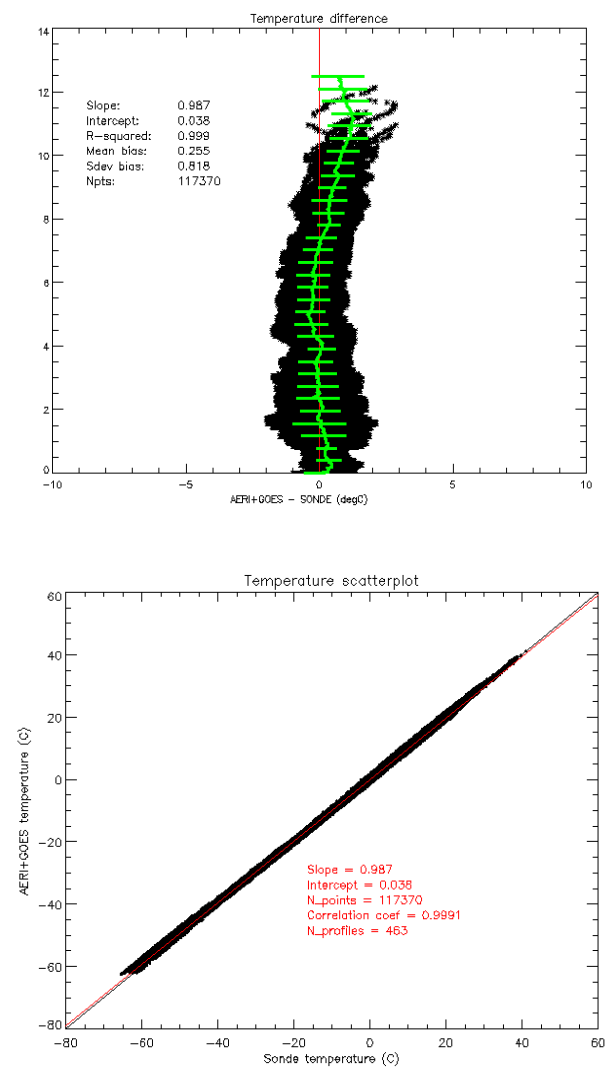 Temperature difference
14
12
Slope: 0.987
Intercept: 0.038
R-squared: 0.999
Mean bias: 0.255
Sdev bias: 0.818
Npts: 117370
10
8
6
4
2
0
-10 -5 0 5 10
AERI+GOES - SONDE (degC)
Temperature scatterplot
60
40
20
0
-20
-40
-60
-80
AERI+GOES temperature (C)
Slope = 0.987
Intercept = 0.038
N_points = 117370
Correlation coef = 0.9991
N_profiles = 463
-80 -60 -40 -20 0 20 40 60
Sonde temperature (C)